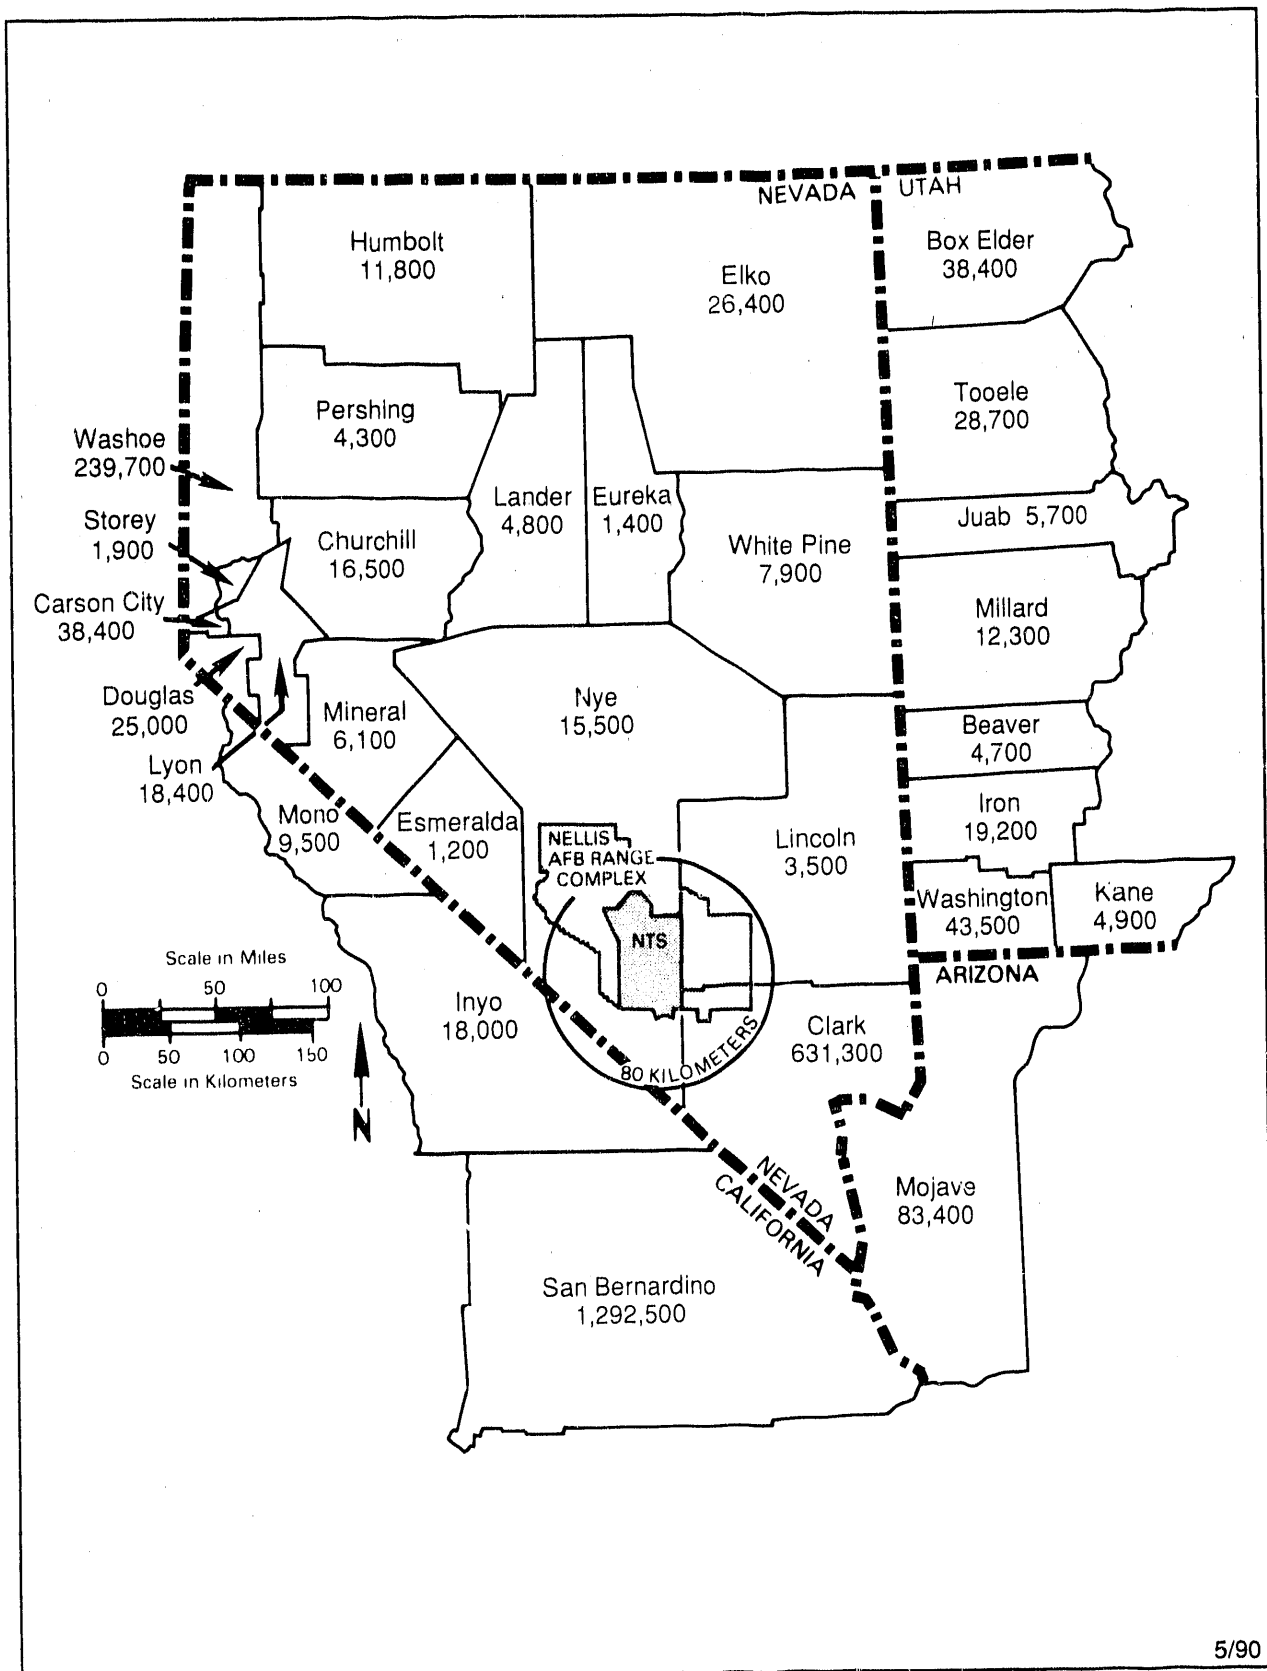 NEVADA
UTAH
Humbolt
11,800
Elko
26,400
Box Elder
38,400
Pershing
4,300
Tooele
28,700
Washoe
239,700
Lander
4,800
Eureka
1,400
Juab 5,700
Storey
1,900
Churchill
16,500
White Pine
7,900
Carson City
38,400
Millard
12,300
Douglas
25,000
Mineral
6,100
Nye
15,500
Beaver
4,700
Lyon
18,400
Mono
9,500
Esmeralda
1,200
NELLIS
AFB RANGE
COMPLEX
Lincoln
3,500
Iron
19,200
Washington
43,500
Kane
4,900
NTS
ARIZONA
Scale in Miles
0 50 100
0 50 100 150
Scale in Kilometers
N
Inyo
18,000
Clark
631,300
80 KILOMETERS
NEVADA
CALIFORNIA
Mojave
83,400
San Bernardino
1,292,500
5/90